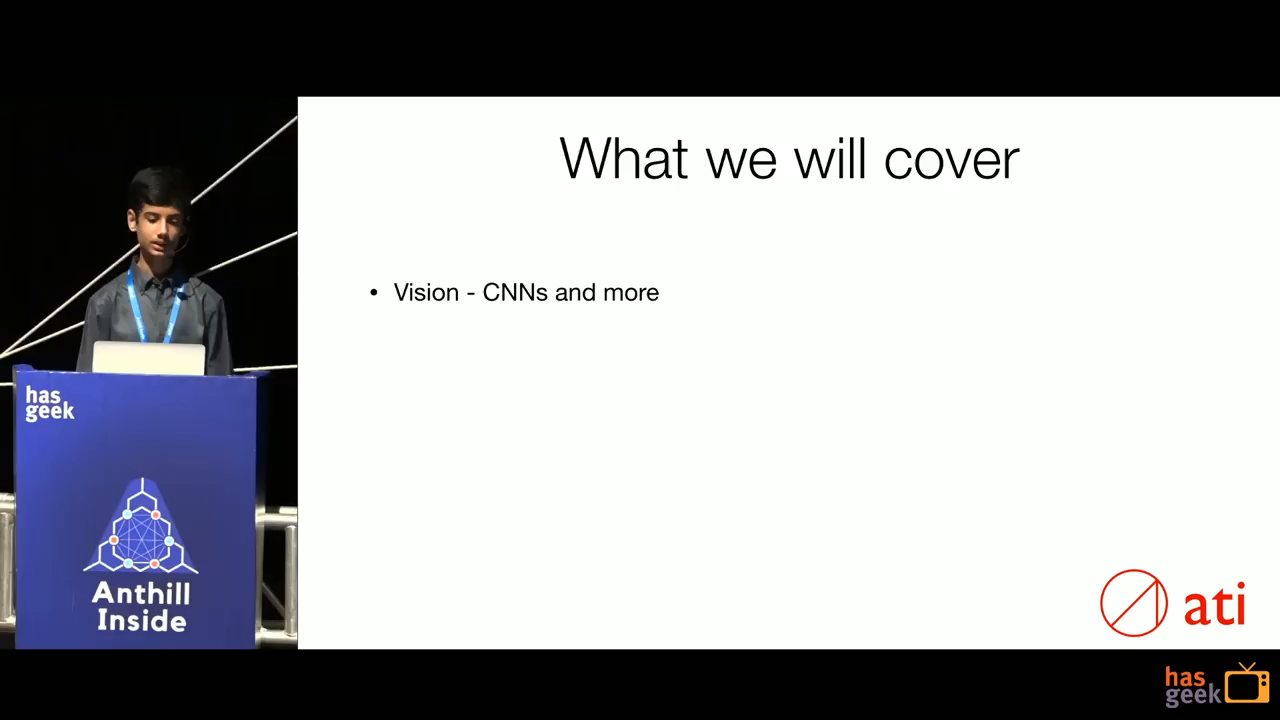 What we will cover
• Vision - CNNs and more
has
geek
Anthill
Inside
ati
has
geek